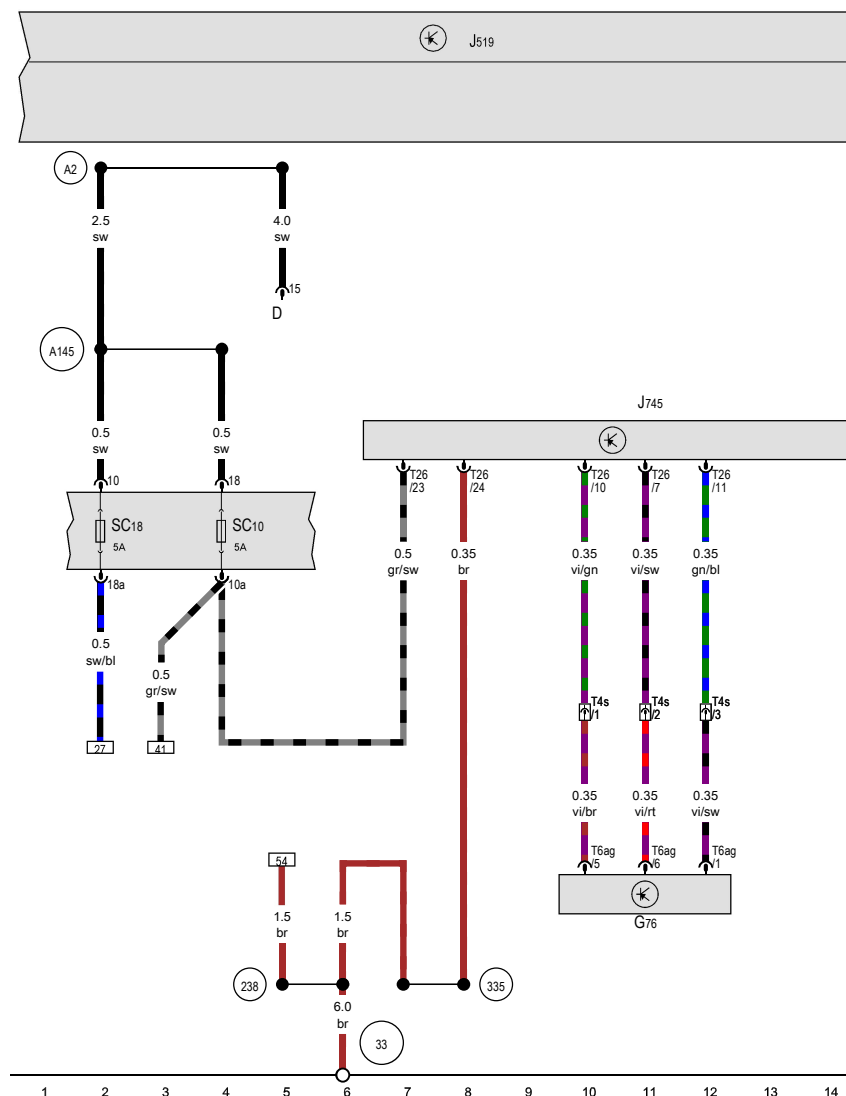 J519
A2
2.5
sw
4.0
sw
15
D
A145
0.5
sw
0.5
sw
10
18
SC18
5A
SC10
5A
18a
10a
0.5
sw/bl
0.5
gr/sw
27
41
J745
T26
/23
T26
/24
T26
/10
T26
/7
T26
/11
0.5
gr/sw
0.35
br
0.35
vi/gn
0.35
vi/sw
0.35
gn/bl
T4s
/1
T4s
/2
T4s
/3
0.35
vi/br
0.35
vi/rt
0.35
vi/sw
T6ag
/5
T6ag
/6
T6ag
/1
G76
54
1.5
br
1.5
br
238
335
6.0
br
33
1 2 3 4 5 6 7 8 9 10 11 12 13 14